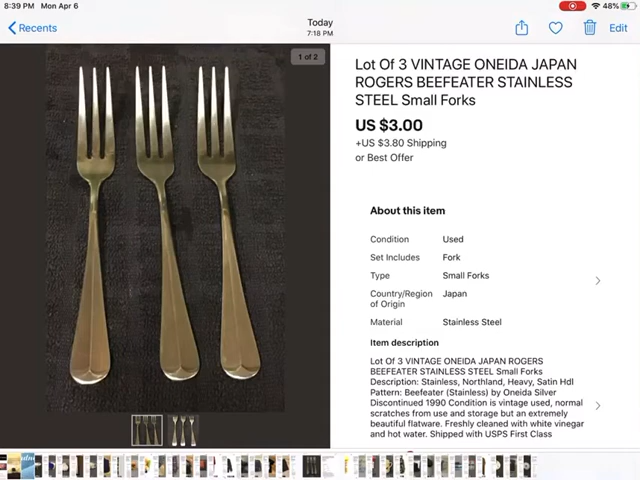 8:39 PM Mon Apr 6
48%
Recents
Today
7:18 PM
Edit
1 of 2
Lot Of 3 VINTAGE ONEIDA JAPAN
ROGERS BEEFEATER STAINLESS
STEEL Small Forks
US $3.00
+US $3.80 Shipping
or Best Offer
About this item
Condition Used
Set Includes Fork
Type Small Forks
Country/Region Japan
of Origin
Material Stainless Steel
Item description
Lot Of 3 VINTAGE ONEIDA JAPAN ROGERS
BEEFEATER STAINLESS STEEL Small Forks
Description: Stainless, Northland, Heavy, Satin Hdl
Pattern: Beefeater (Stainless) by Oneida Silver
Discontinued 1990 Condition is vintage used, normal
scratches from use and storage but an extremely
beautiful flatware. Freshly cleaned with white vinegar
and hot water. Shipped with USPS First Class